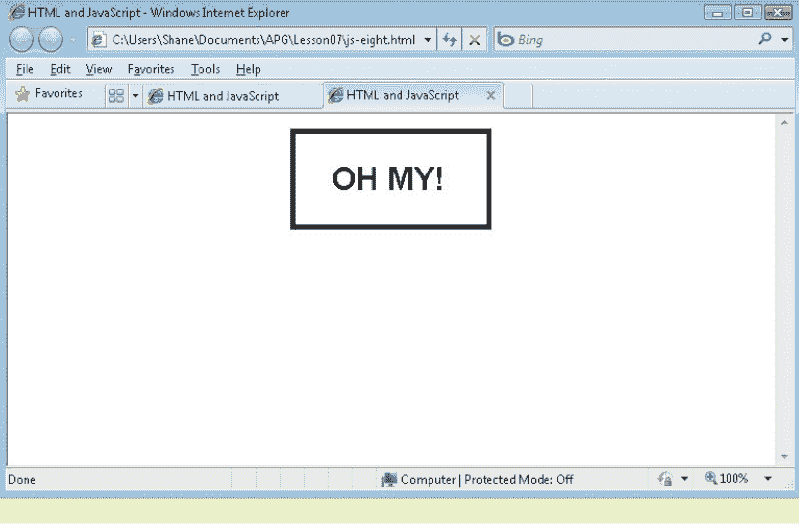 HTML and JavaScript - Windows Internet Explorer
C:\Users\Shane\Documents\APG\Lesson07\js-eight.html
Bing
File Edit View Favorites Tools Help
Favorites HTML and JavaScript HTML and JavaScript
OH MY!
Done Computer | Protected Mode: Off 100%